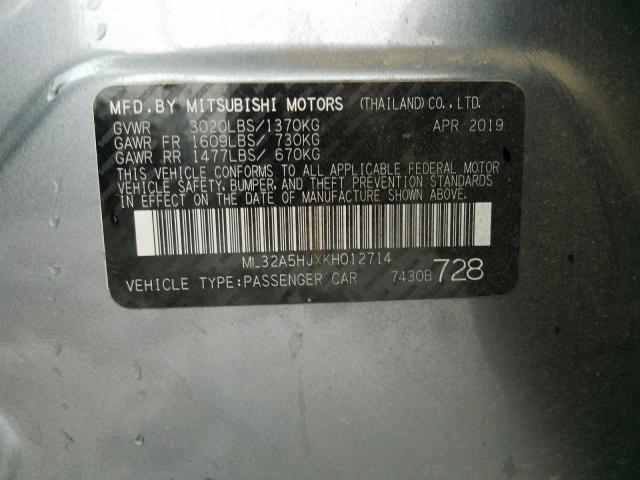 MFD.BY MITSUBISHI MOTORS (THAILAND) CO.,LTD.
GVWR 3020LBS/1370KG APR 2019
GAWR FR 1609LBS/ 730KG
GAWR RR 1477LBS/ 670KG
THIS VEHICLE CONFORMS TO ALL APPLICABLE FEDERAL MOTOR
VEHICLE SAFETY, BUMPER, AND THEFT PREVENTION STANDARDS
IN EFFECT ON THE DATE OF MANUFACTURE SHOWN ABOVE.
ML32A5HJXKH012714
VEHICLE TYPE:PASSENGER CAR 7430B 728